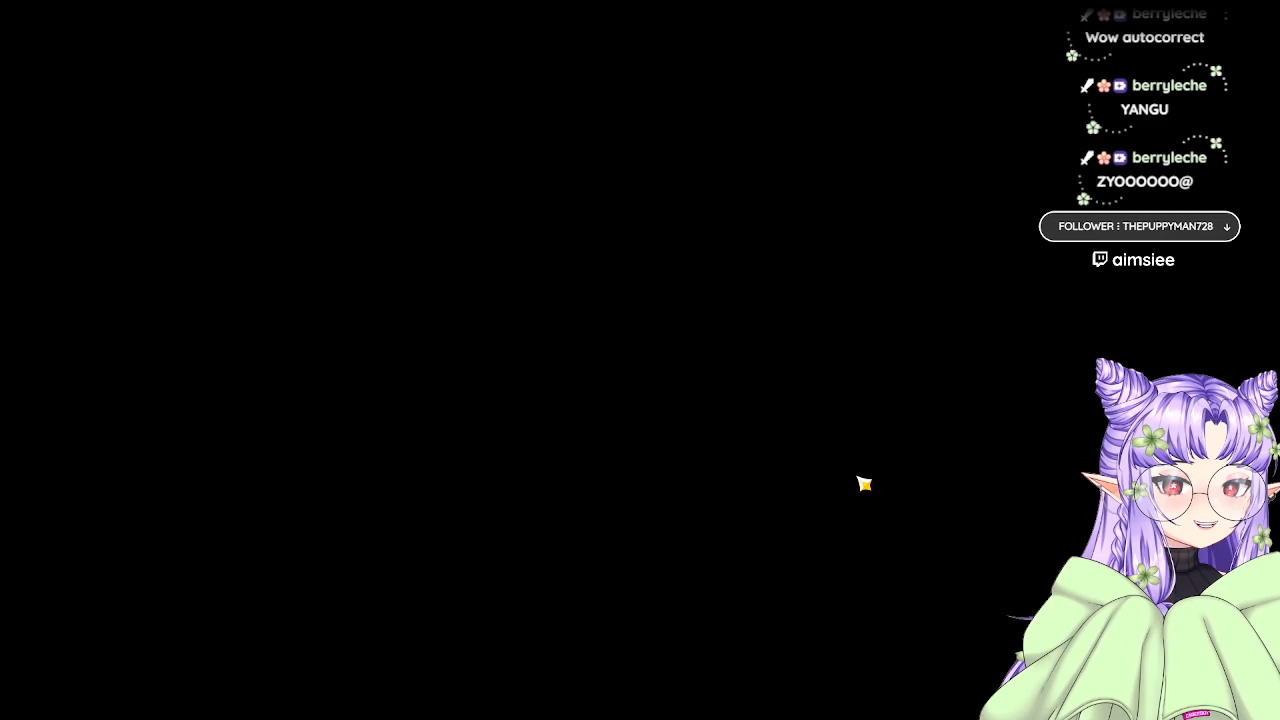 berryleche :
Wow autocorrect
berryleche :
YANGU
berryleche :
ZYOOOOOO@
FOLLOWER : THEPUPPYMAN728 ↓
aimsiee